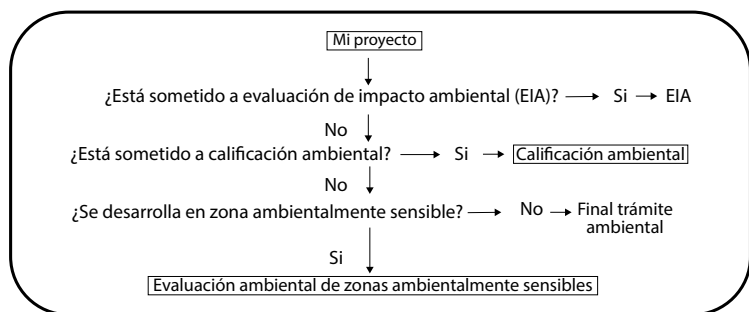 Mi proyecto
¿Está sometido a evaluación de impacto ambiental (EIA)? Si EIA
No
¿Está sometido a calificación ambiental? Si Calificación ambiental
No
¿Se desarrolla en zona ambientalmente sensible? No Final trámite
ambiental
Si
Evaluación ambiental de zonas ambientalmente sensibles